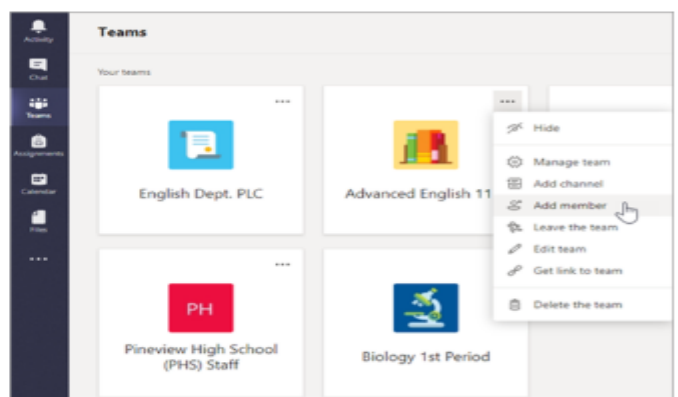 Activity
Chat
Teams
Assignments
Calendar
Files
Teams
Your teams
English Dept. PLC
Advanced English 11
PH
Pineview High School
(PHS) Staff
Biology 1st Period
Hide
Manage team
Add channel
Add member
Leave the team
Edit team
Get link to team
Delete the team